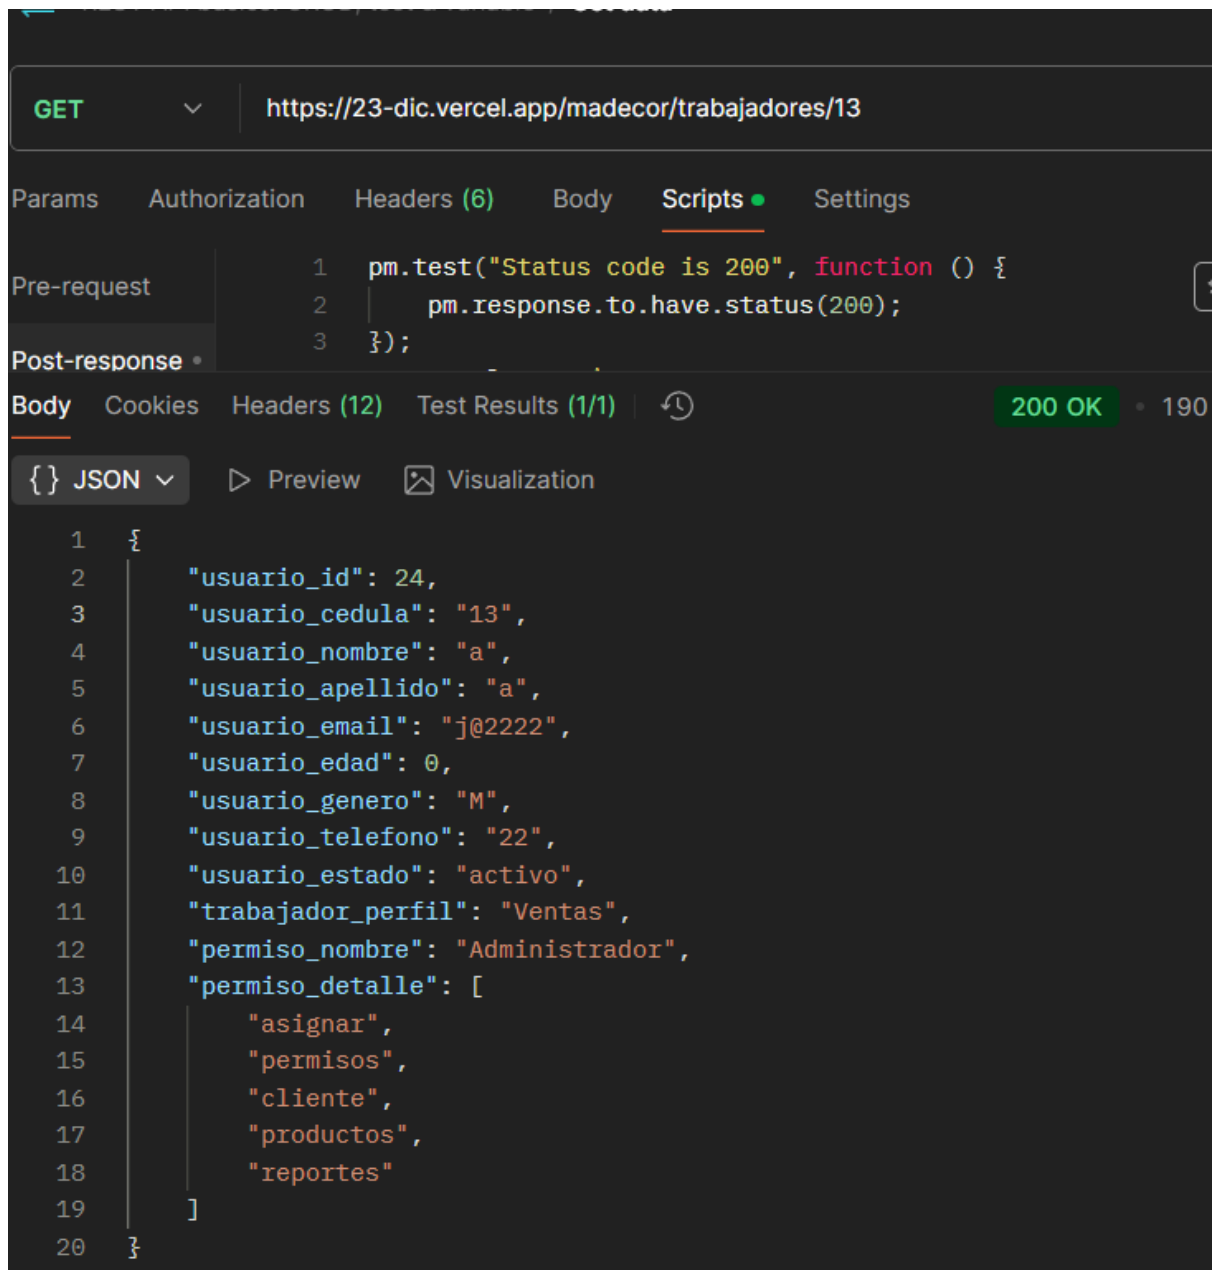 GET https://23-dic.vercel.app/madecor/trabajadores/13
Params Authorization Headers (6) Body Scripts Settings
Pre-request
Post-response
1 pm.test("Status code is 200", function () {
2 pm.response.to.have.status(200);
3 });
Body Cookies Headers (12) Test Results (1/1) 200 OK • 190
{} JSON Preview Visualization
1 {
2 "usuario_id": 24,
3 "usuario_cedula": "13",
4 "usuario_nombre": "a",
5 "usuario_apellido": "a",
6 "usuario_email": "j@2222",
7 "usuario_edad": 0,
8 "usuario_genero": "M",
9 "usuario_telefono": "22",
10 "usuario_estado": "activo",
11 "trabajador_perfil": "Ventas",
12 "permiso_nombre": "Administrador",
13 "permiso_detalle": [
14 "asignar",
15 "permisos",
16 "cliente",
17 "productos",
18 "reportes"
19 ]
20 }